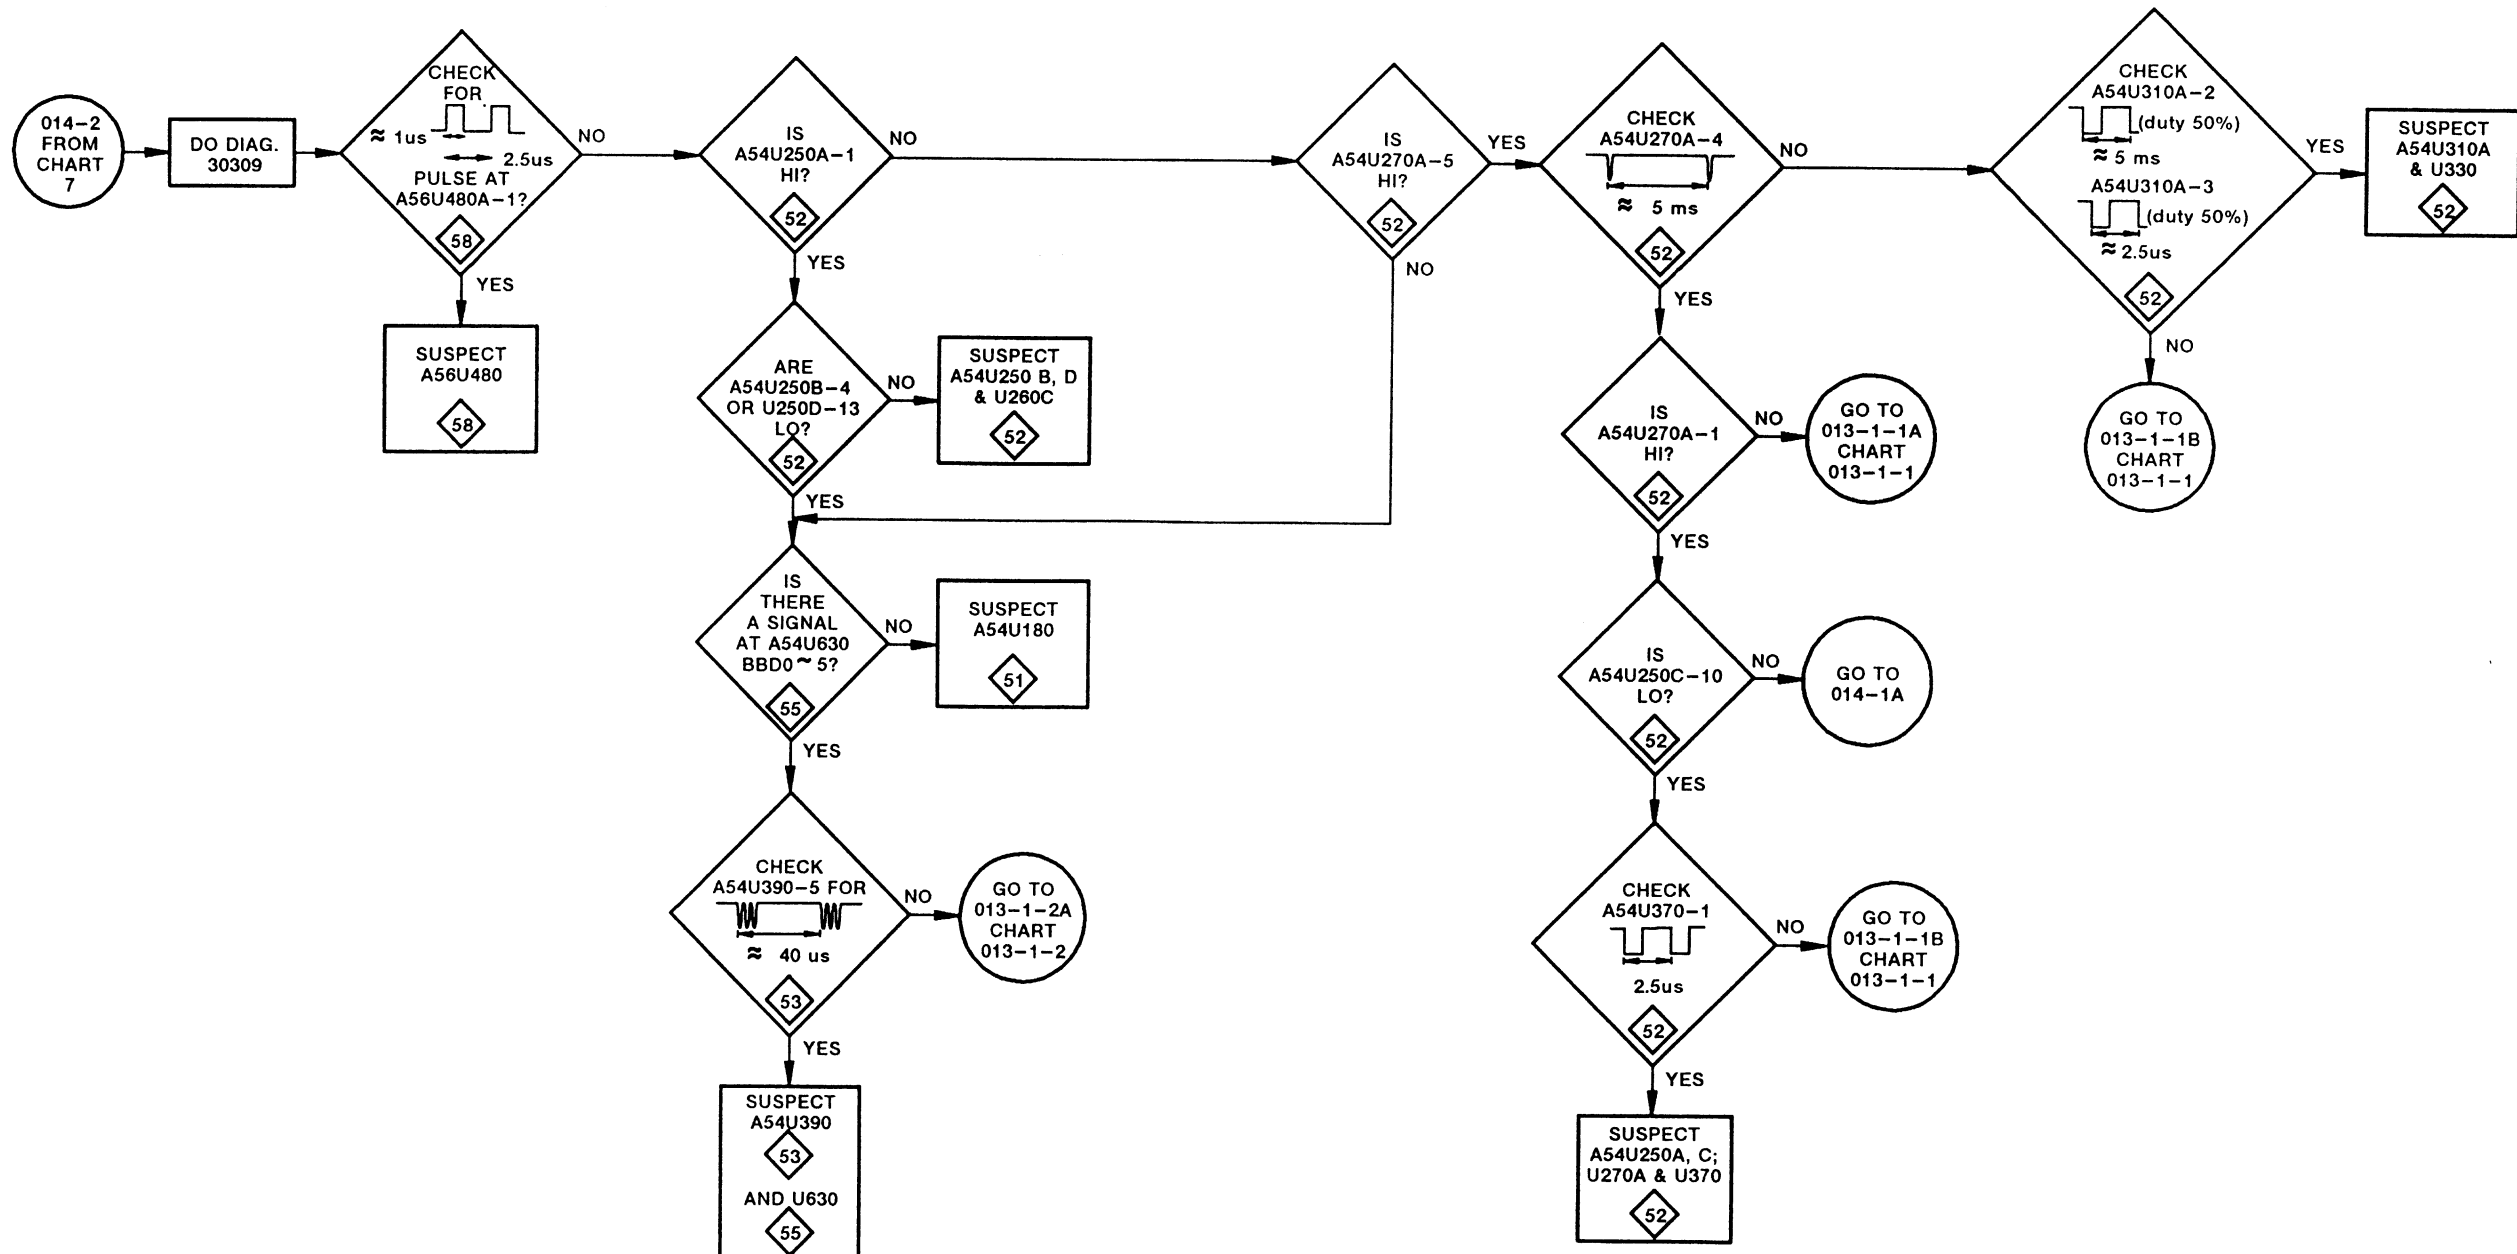 014-2
FROM
CHART
7
DO DIAG.
30309
CHECK
FOR
≈ 1us
2.5us
PULSE AT
A56U480A-1?
58
NO
YES
SUSPECT
A56U480
58
IS
A54U250A-1
HI?
52
NO
YES
ARE
A54U250B-4
OR U250D-13
LO?
52
NO
SUSPECT
A54U250 B, D
& U260C
52
YES
IS
THERE
A SIGNAL
AT A54U630
BBD0 ~ 5?
55
NO
SUSPECT
A54U180
51
YES
CHECK
A54U390-5 FOR
≈ 40 us
53
NO
GO TO
013-1-2A
CHART
013-1-2
YES
SUSPECT
A54U390
53
AND U630
55
IS
A54U270A-5
HI?
52
YES
NO
CHECK
A54U270A-4
≈ 5 ms
52
NO
YES
IS
A54U270A-1
HI?
52
NO
GO TO
013-1-1A
CHART
013-1-1
YES
IS
A54U250C-10
LO?
52
NO
GO TO
014-1A
YES
CHECK
A54U370-1
2.5us
52
NO
GO TO
013-1-1B
CHART
013-1-1
YES
SUSPECT
A54U250A, C;
U270A & U370
52
CHECK
A54U310A-2
(duty 50%)
≈ 5 ms
A54U310A-3
(duty 50%)
≈ 2.5us
52
YES
SUSPECT
A54U310A
& U330
52
NO
GO TO
013-1-1B
CHART
013-1-1